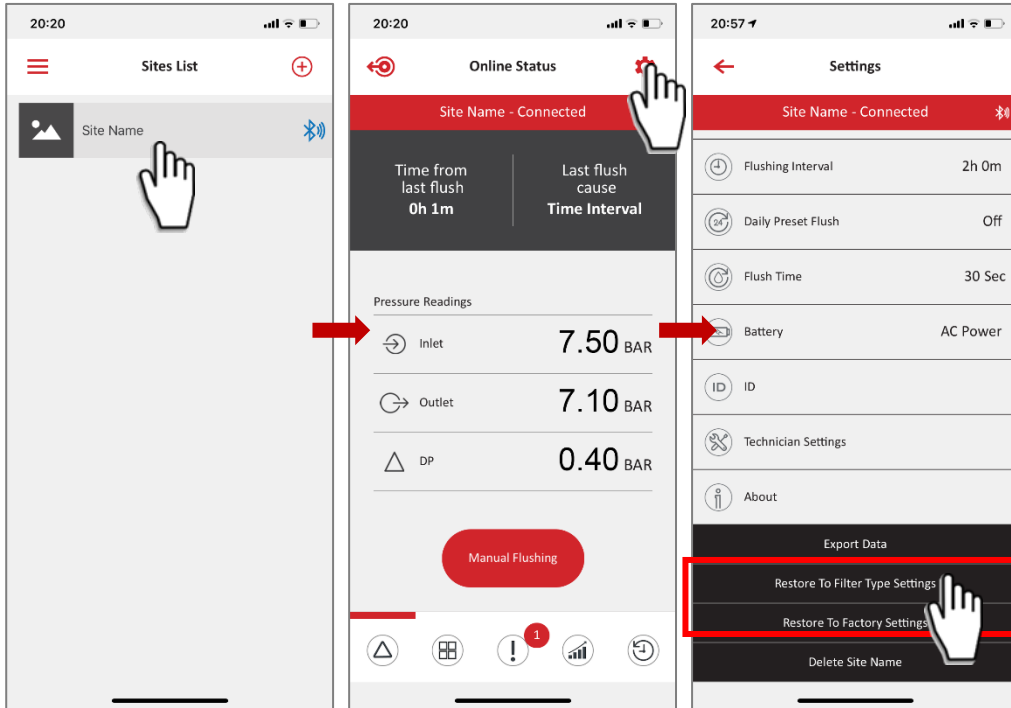 20:20
Sites List
Site Name
20:20
Online Status
Site Name - Connected
Time from
last flush
0h 1m
Last flush
cause
Time Interval
Pressure Readings
Inlet
7.50 BAR
Outlet
7.10 BAR
DP
0.40 BAR
Manual Flushing
1
20:57
Settings
Site Name - Connected
Flushing Interval 2h 0m
24
Daily Preset Flush Off
Flush Time 30 Sec
Battery AC Power
ID ID
Technician Settings
About
Export Data
Restore To Filter Type Settings
Restore To Factory Settings
Delete Site Name